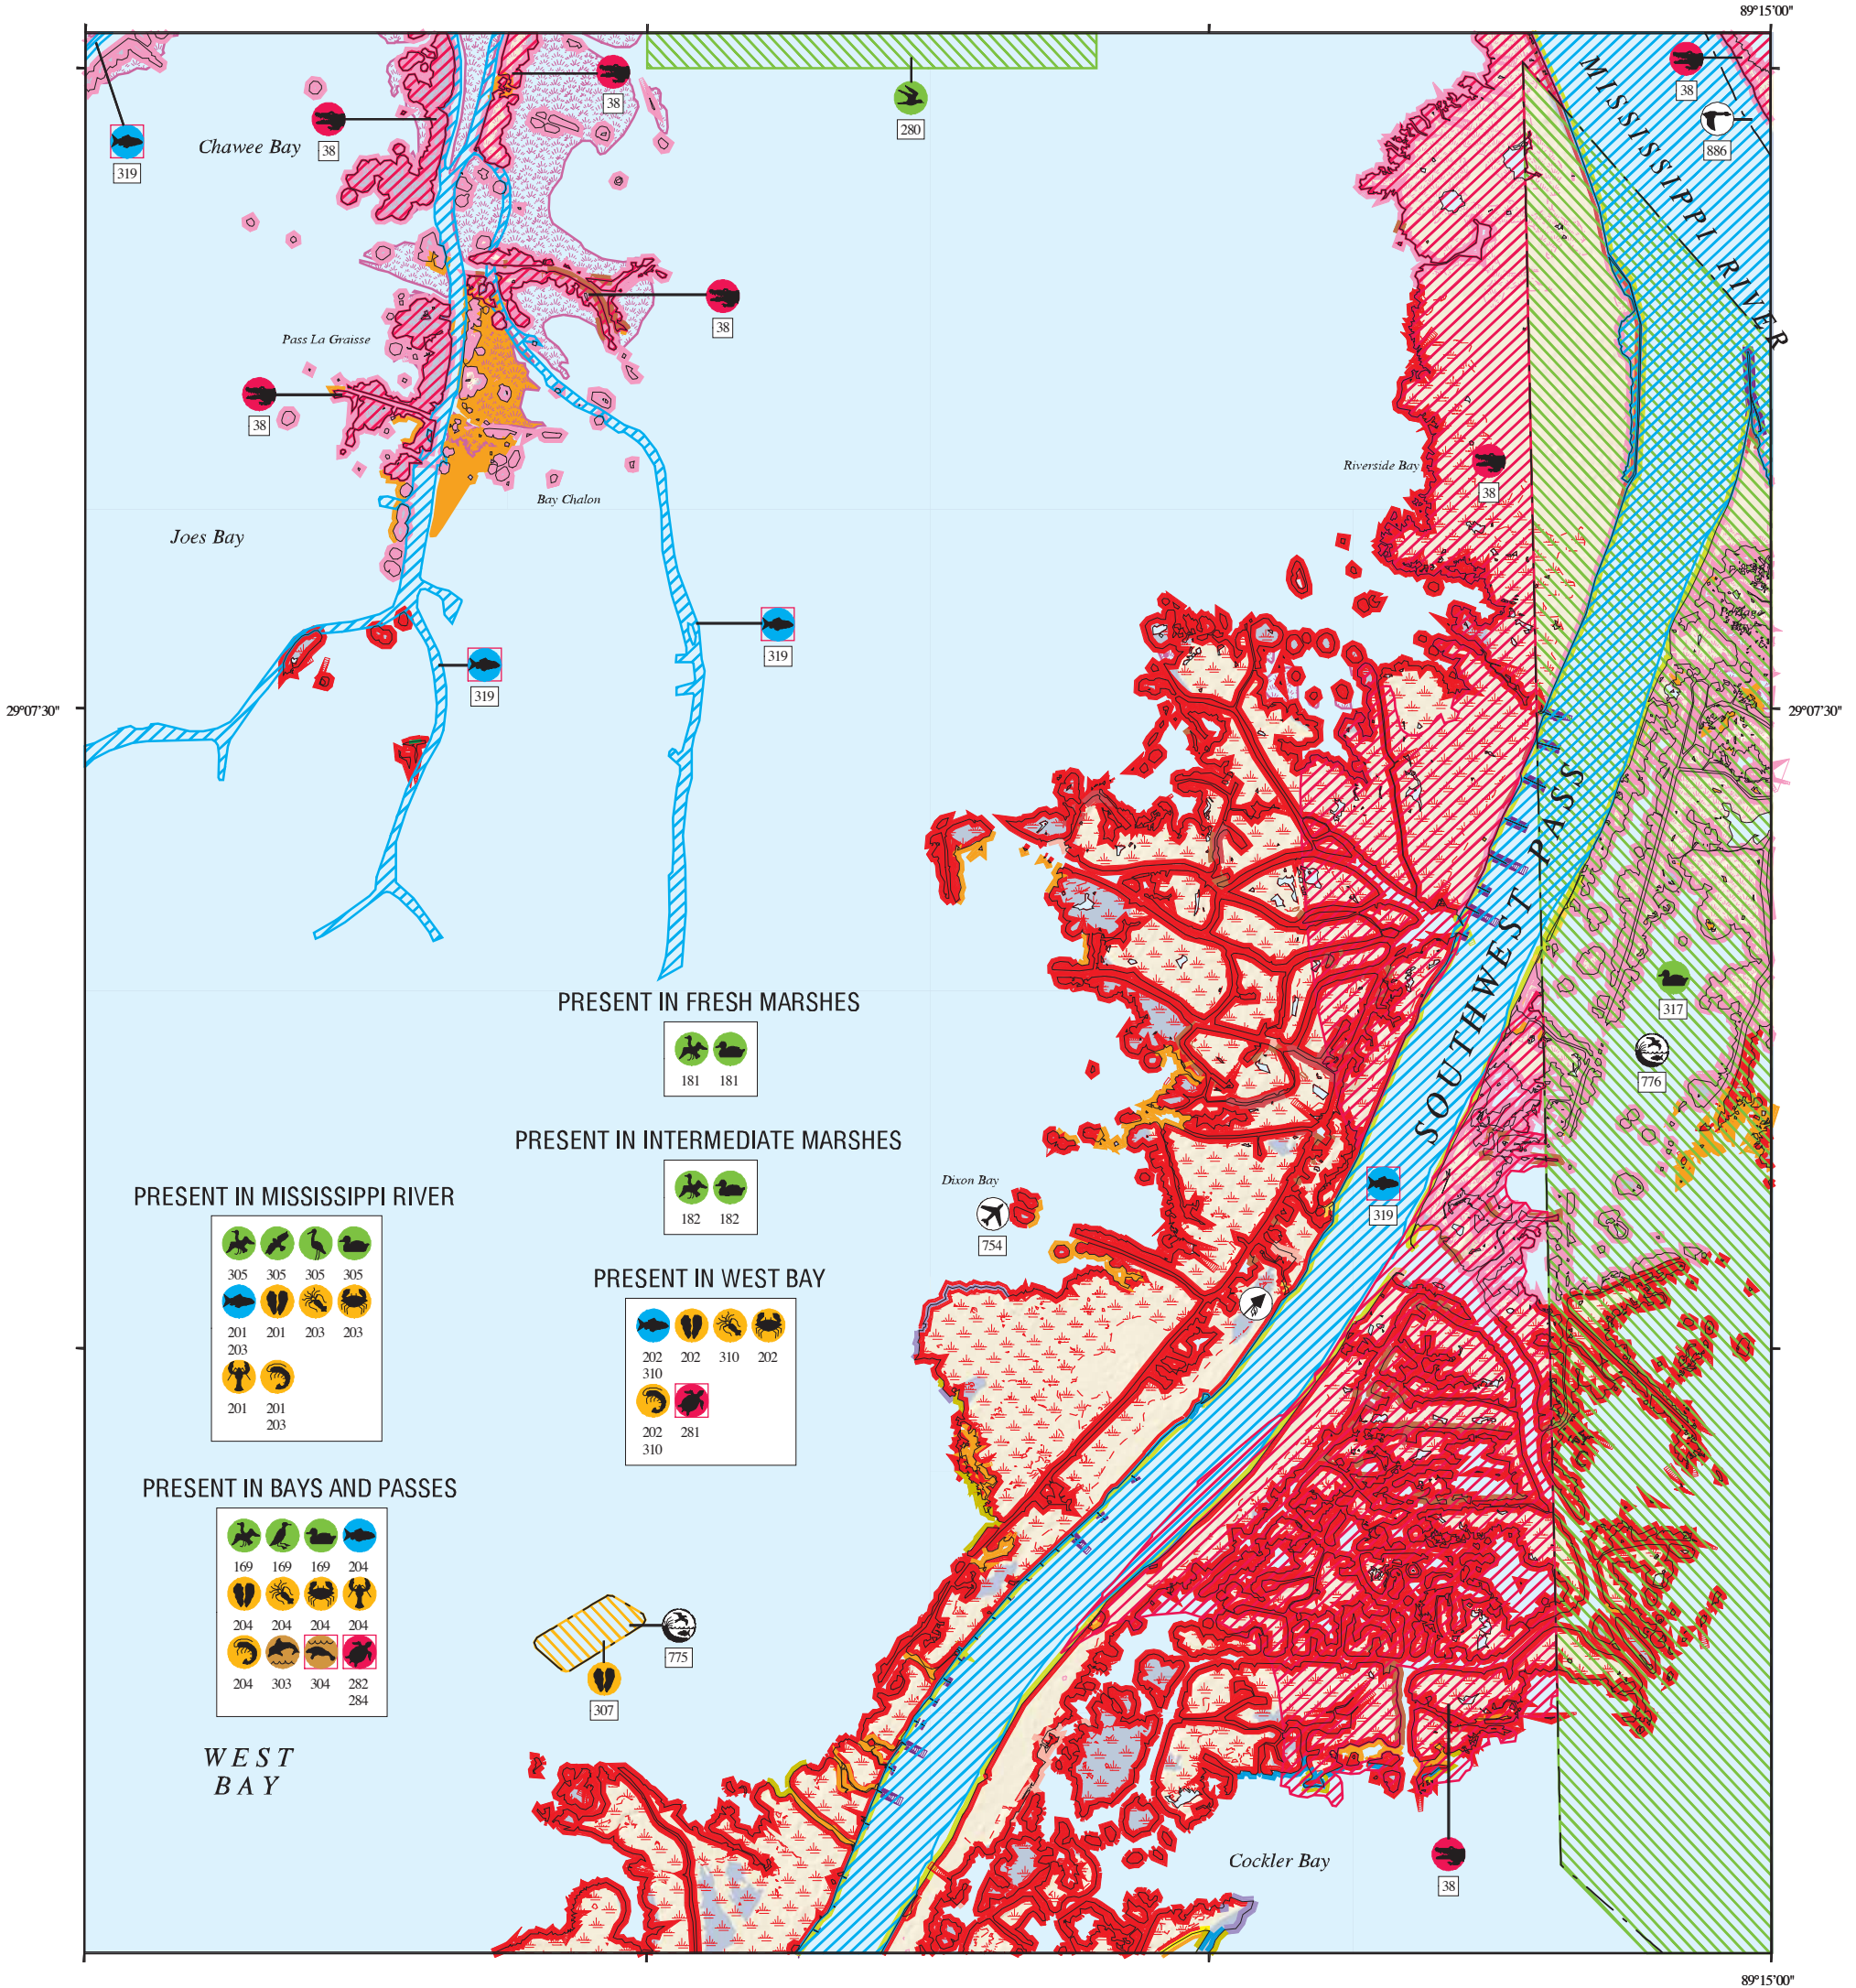 89°15'00"
38
38
38
280
886
319
Chawee Bay
38
MISSISSIPPI RIVER
38
Pass La Graisse
38
Riverside Bay
38
Bay Chalon
Joes Bay
319
319
29°07'30"
29°07'30"
SOUTHWEST PASS
317
776
PRESENT IN FRESH MARSHES
181 181
PRESENT IN INTERMEDIATE MARSHES
182 182
Dixon Bay
754
319
PRESENT IN MISSISSIPPI RIVER
305 305 305 305
201 201 203 203
203
201 201
203
PRESENT IN WEST BAY
202 202 310 202
310
202 281
310
PRESENT IN BAYS AND PASSES
169 169 169 204
204 204 204 204
204 303 304 282
284
775
307
WEST
BAY
Cockler Bay
38
89°15'00"